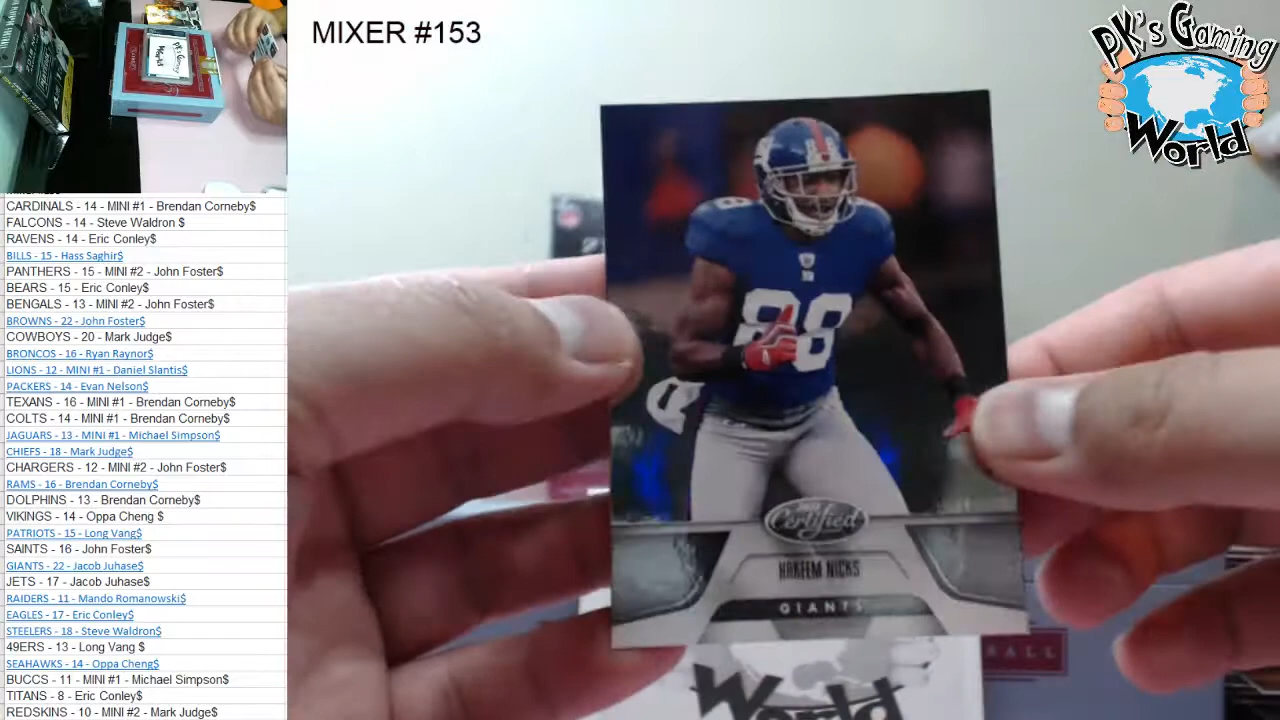 MIXER #153
PK's Gaming
World
CARDINALS - 14 - MINI #1 - Brendan Corneby$
FALCONS - 14 - Steve Waldron $
RAVENS - 14 - Eric Conley$
BILLS - 15 - Hass Saghir$
PANTHERS - 15 - MINI #2 - John Foster$
BEARS - 15 - Eric Conley$
BENGALS - 13 - MINI #2 - John Foster$
BROWNS - 22 - John Foster$
COWBOYS - 20 - Mark Judge$
BRONCOS - 16 - Ryan Raynor$
LIONS - 12 - MINI #1 - Daniel Slantis$
PACKERS - 14 - Evan Nelson$
TEXANS - 16 - MINI #1 - Brendan Corneby$
COLTS - 14 - MINI #1 - Brendan Corneby$
JAGUARS - 13 - MINI #1 - Michael Simpson$
CHIEFS - 18 - Mark Judge$
CHARGERS - 12 - MINI #2 - John Foster$
RAMS - 16 - Brendan Corneby$
DOLPHINS - 13 - Brendan Corneby$
VIKINGS - 14 - Oppa Cheng $
PATRIOTS - 15 - Long Vang$
SAINTS - 16 - John Foster$
GIANTS - 22 - Jacob Juhase$
JETS - 17 - Jacob Juhase$
RAIDERS - 11 - Mando Romanowski$
EAGLES - 17 - Eric Conley$
STEELERS - 18 - Steve Waldron$
49ERS - 13 - Long Vang $
SEAHAWKS - 14 - Oppa Cheng$
BUCCS - 11 - MINI #1 - Michael Simpson$
TITANS - 8 - Eric Conley$
REDSKINS - 10 - MINI #2 - Mark Judge$
PK's Gaming
World
88
Certified
HAKEEM NICKS
GIANTS
World